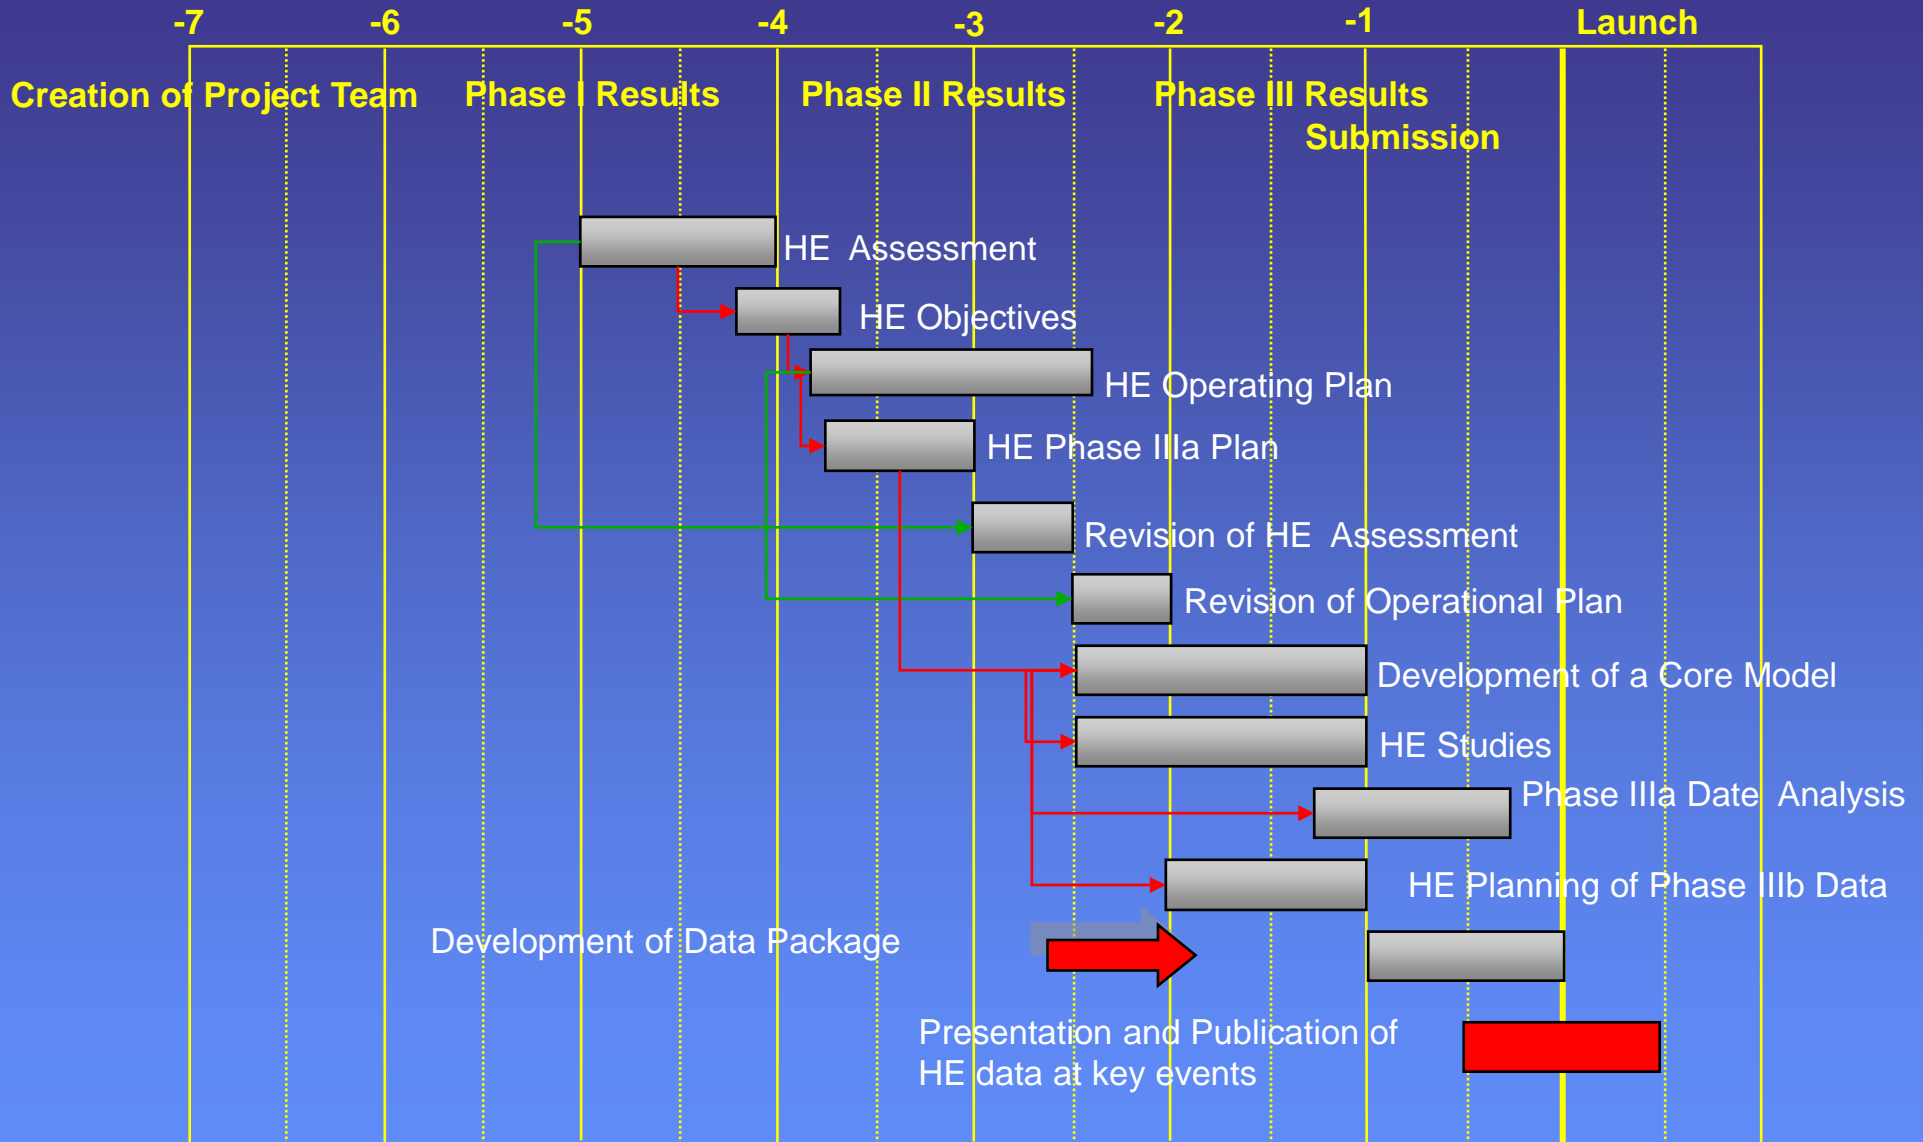 -7 -6 -5 -4 -3 -2 -1 Launch
Creation of Project Team Phase I Results Phase II Results Phase III Results
Submission
HE Assessment
HE Objectives
HE Operating Plan
HE Phase IIIa Plan
Revision of HE Assessment
Revision of Operational Plan
Development of a Core Model
HE Studies
Phase IIIa Date Analysis
HE Planning of Phase IIIb Data
Development of Data Package
Presentation and Publication of
HE data at key events